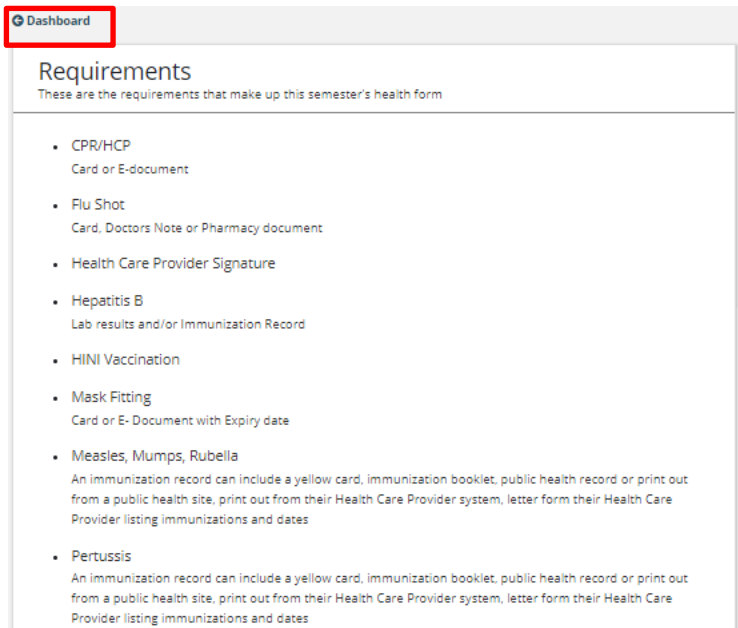 Dashboard
Requirements
These are the requirements that make up this semester's health form
• CPR/HCP
Card or E-document
• Flu Shot
Card, Doctors Note or Pharmacy document
• Health Care Provider Signature
• Hepatitis B
Lab results and/or Immunization Record
• HINI Vaccination
• Mask Fitting
Card or E- Document with Expiry date
• Measles, Mumps, Rubella
An immunization record can include a yellow card, immunization booklet, public health record or print out
from a public health site, print out from their Health Care Provider system, letter form their Health Care
Provider listing immunizations and dates
• Pertussis
An immunization record can include a yellow card, immunization booklet, public health record or print out
from a public health site, print out from their Health Care Provider system, letter form their Health Care
Provider listing immunizations and dates